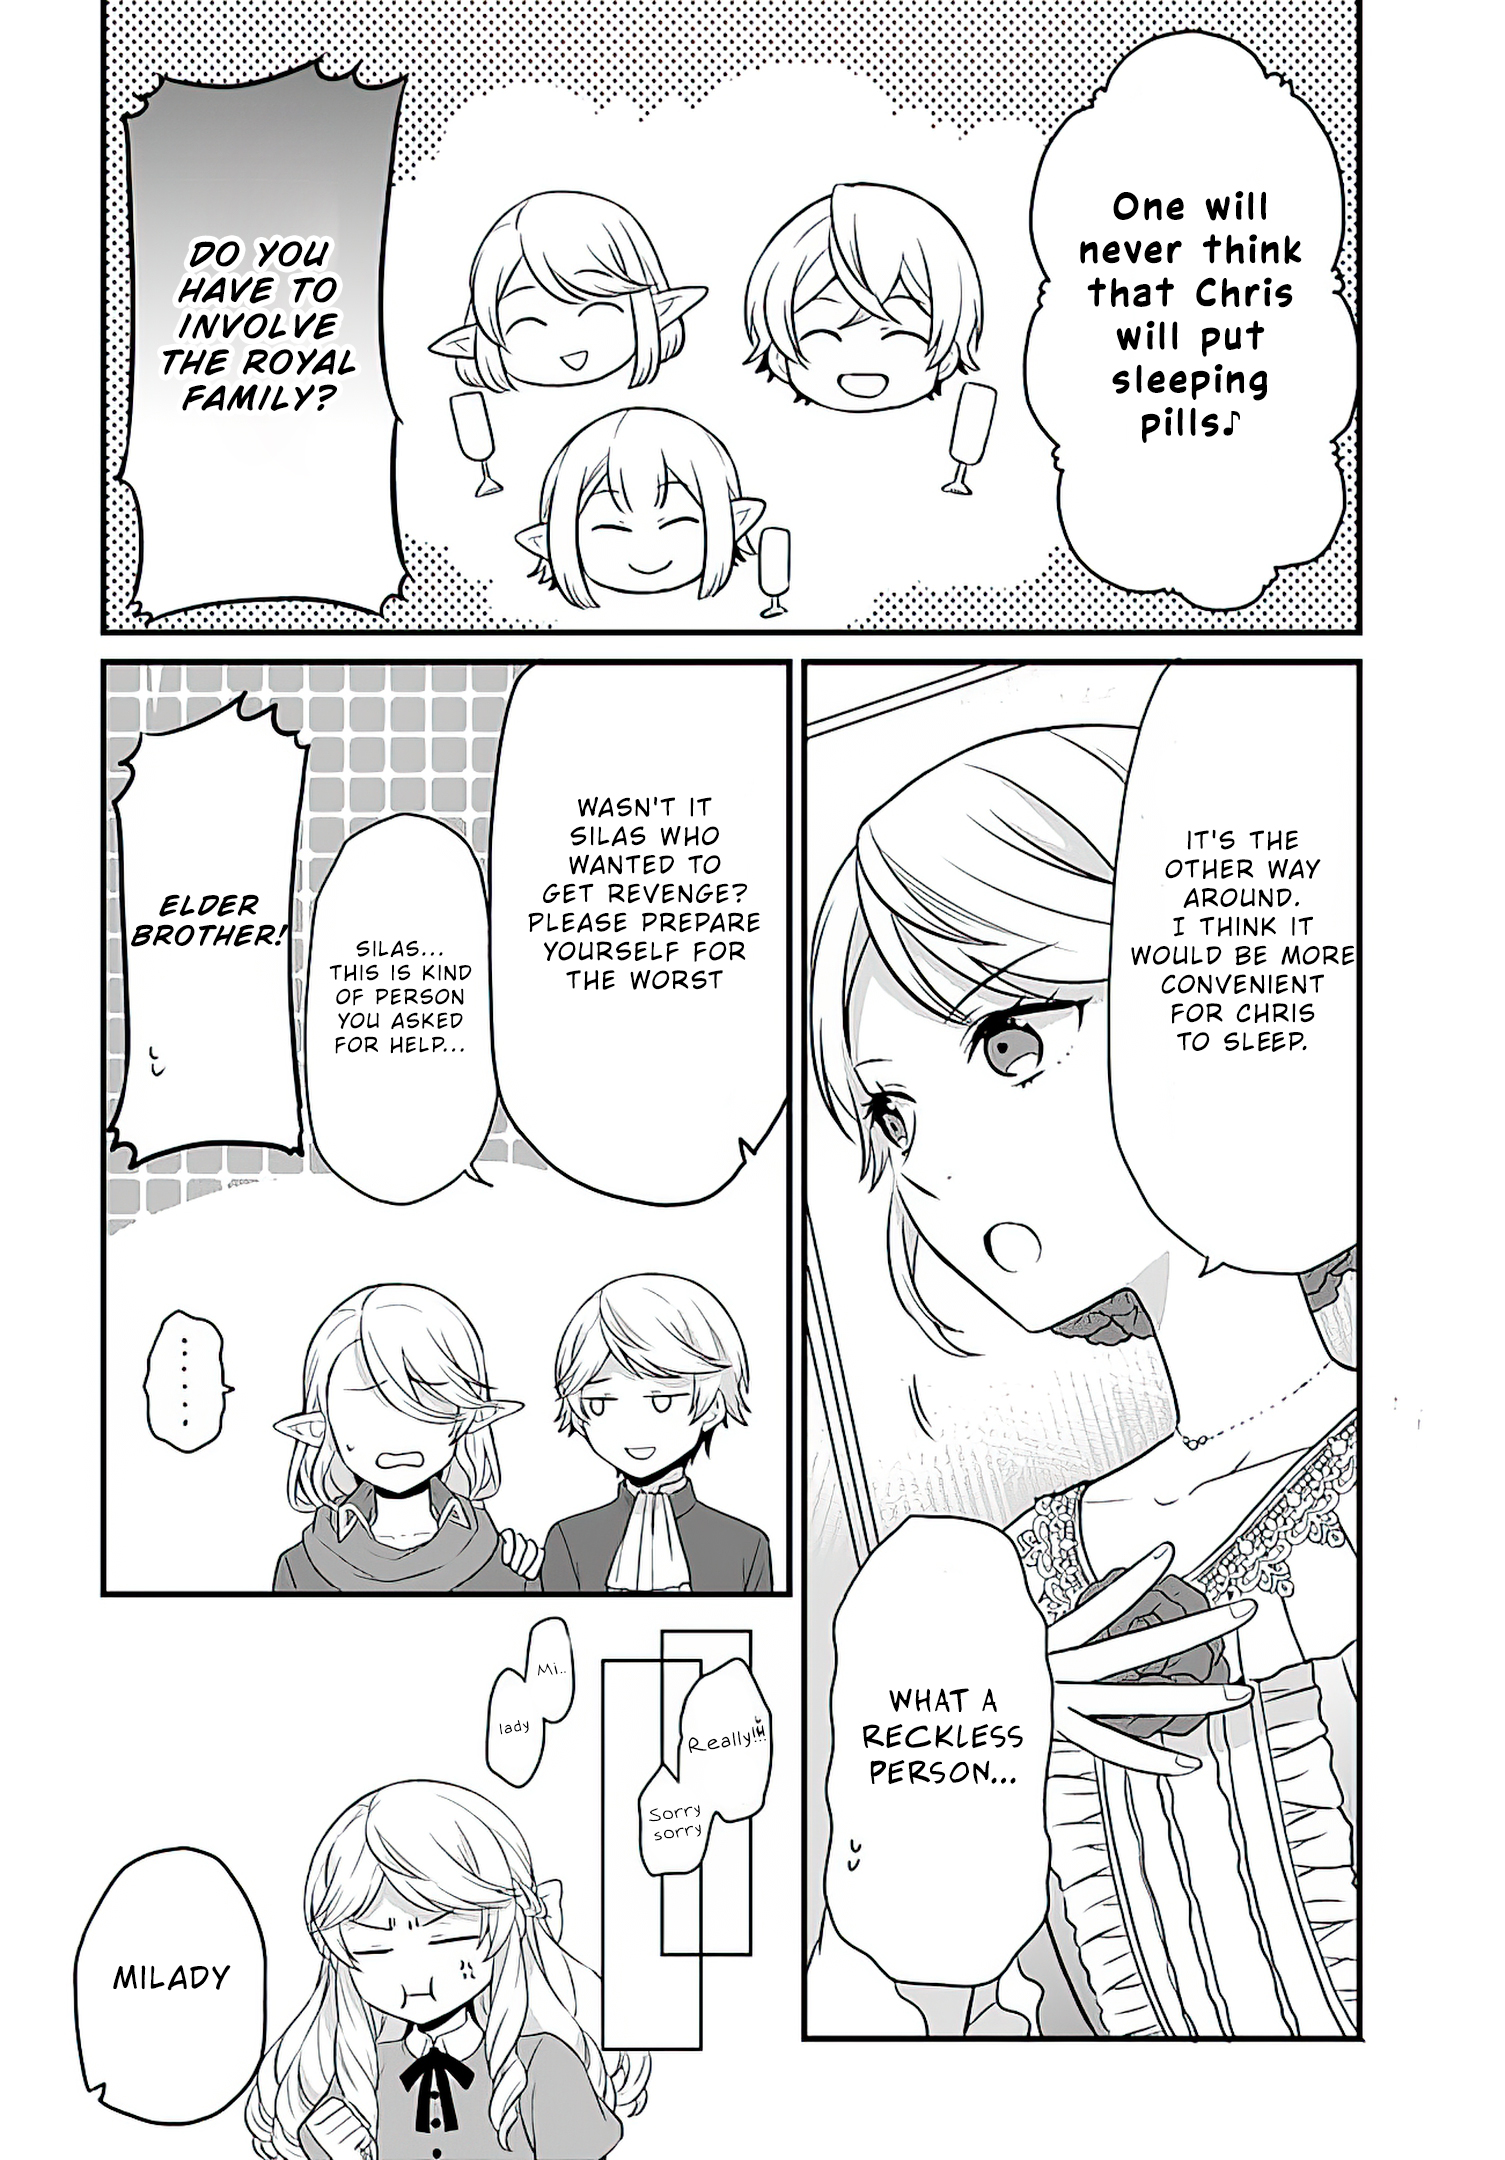 One will
never think
that Chris
will put
sleeping
pills♪
DO YOU
HAVE TO
INVOLVE
THE ROYAL
FAMILY?
IT'S THE
OTHER WAY
AROUND.
I THINK IT
WOULD BE MORE
CONVENIENT
FOR CHRIS
TO SLEEP.
WHAT A
RECKLESS
PERSON...
WASN'T IT
SILAS WHO
WANTED TO
GET REVENGE?
PLEASE PREPARE
YOURSELF FOR
THE WORST
SILAS...
THIS IS KIND
OF PERSON
YOU ASKED
FOR HELP...
ELDER
BROTHER!
......
Really!!!
Sorry
sorry
Mi..
lady
MILADY